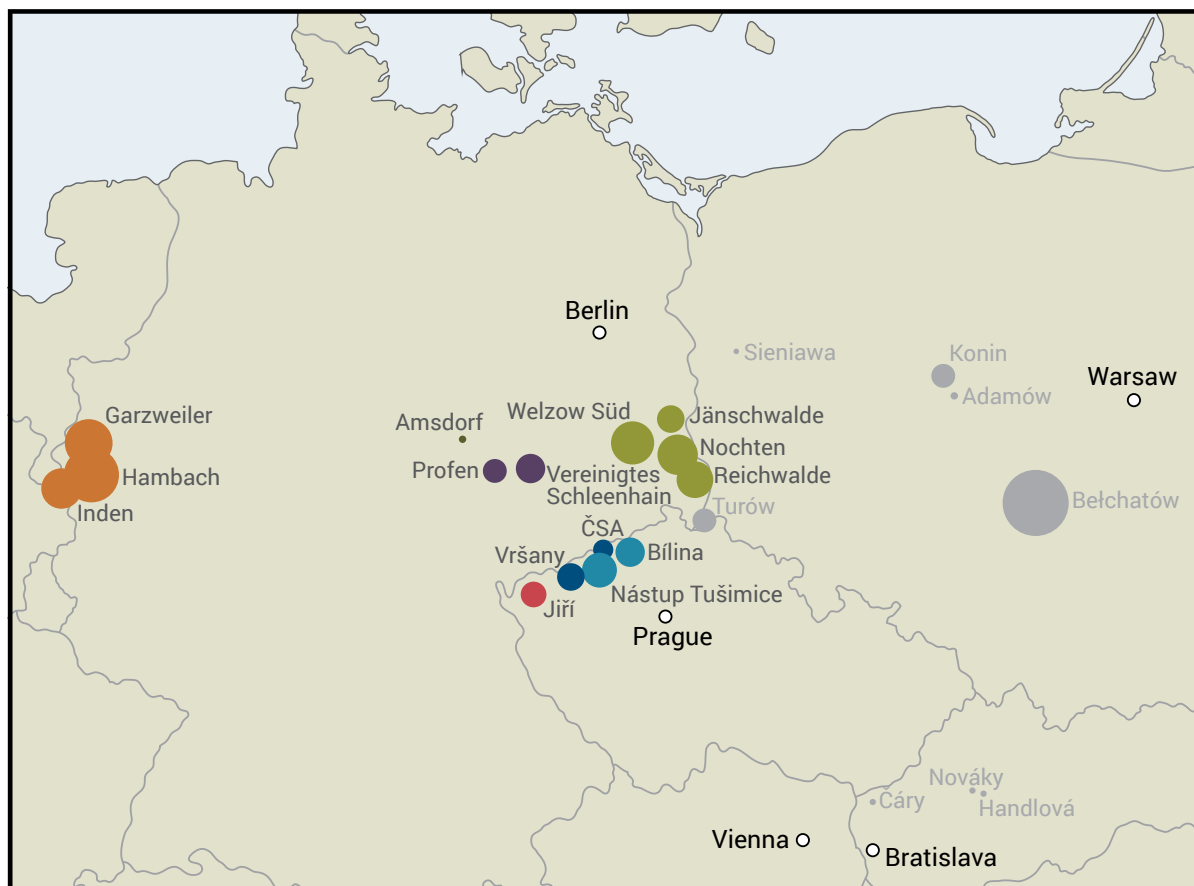 Berlin
Sieniawa
Konin
Adamów
Warsaw
Garzweiler
Hambach
Inden
Amsdorf
Profen
Vereinigtes
Schleenhain
Welzow Süd
Jänschwalde
Nochten
Reichwalde
Turów
Bełchatów
ČSA
Bílina
Vršany
Nástup Tušimice
Jiří
Prague
Nováky
Handlová
Čáry
Vienna
Bratislava